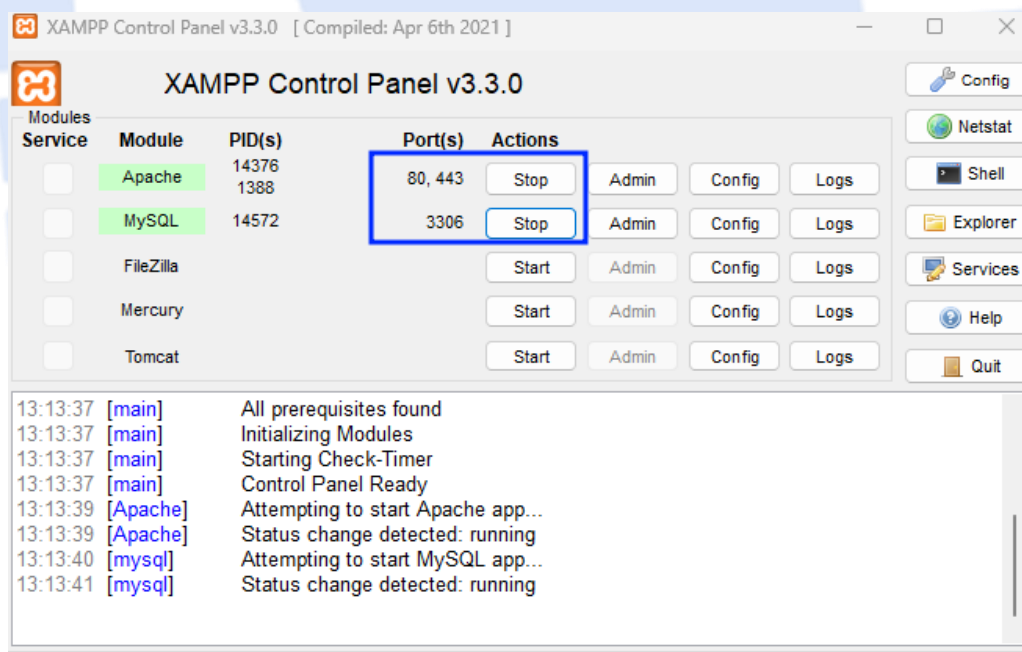 XAMPP Control Panel v3.3.0 [ Compiled: Apr 6th 2021 ]
XAMPP Control Panel v3.3.0
Config
Modules
Service Module PID(s) Port(s) Actions
Netstat
Apache 14376 1388 80, 443 Stop Admin Config Logs
Shell
MySQL 14572 3306 Stop Admin Config Logs
Explorer
FileZilla Start Admin Config Logs
Services
Mercury Start Admin Config Logs
Help
Tomcat Start Admin Config Logs
Quit
13:13:37 [main] All prerequisites found
13:13:37 [main] Initializing Modules
13:13:37 [main] Starting Check-Timer
13:13:37 [main] Control Panel Ready
13:13:39 [Apache] Attempting to start Apache app...
13:13:39 [Apache] Status change detected: running
13:13:40 [mysql] Attempting to start MySQL app...
13:13:41 [mysql] Status change detected: running